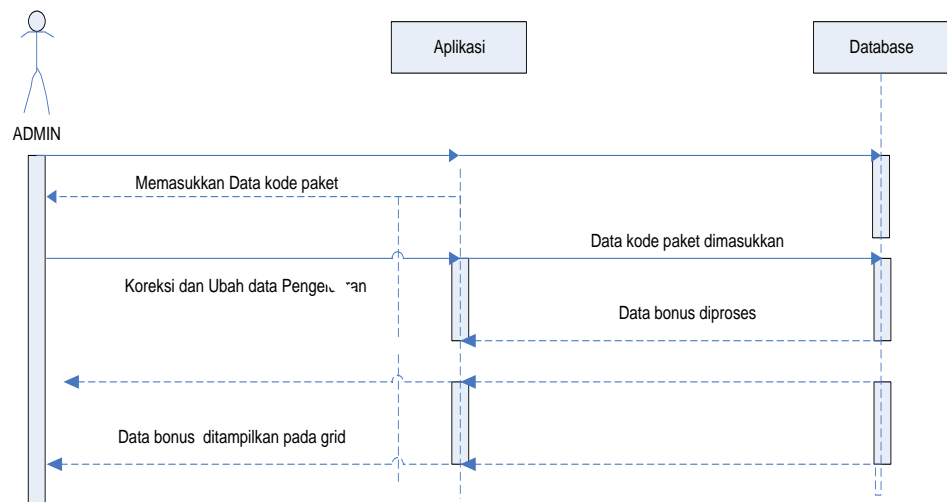 Aplikasi
Database
ADMIN
Memasukkan Data kode paket
Data kode paket dimasukkan
Koreksi dan Ubah data
Data bonus diproses
Data bonus ditampilkan pada grid